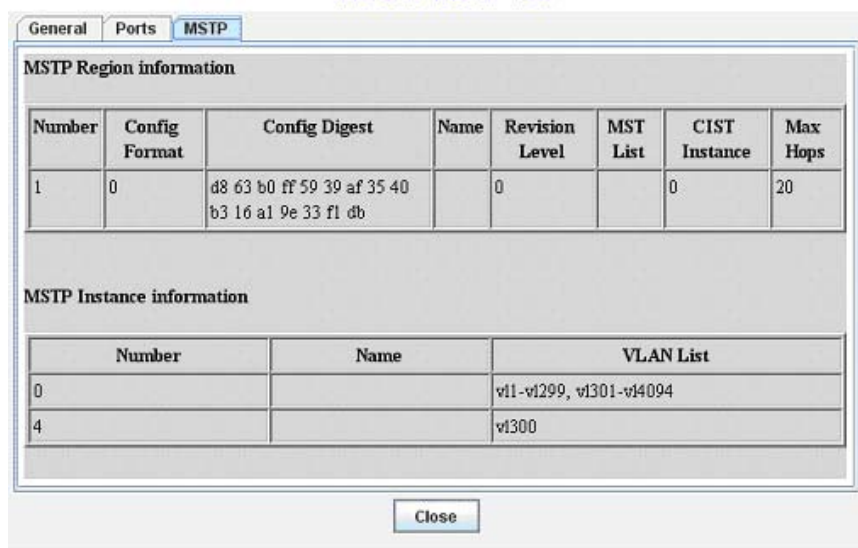 General Ports MSTP
MSTP Region information
Number Config Format Config Digest Name Revision Level MST List CIST Instance Max Hops
1 0 d8 63 b0 ff 59 39 af 35 40 b3 16 a1 9e 33 f1 db 0 0 20
MSTP Instance information
Number Name VLAN List
0 vl1-vl299, vl301-vl4094
4 vl300
Close